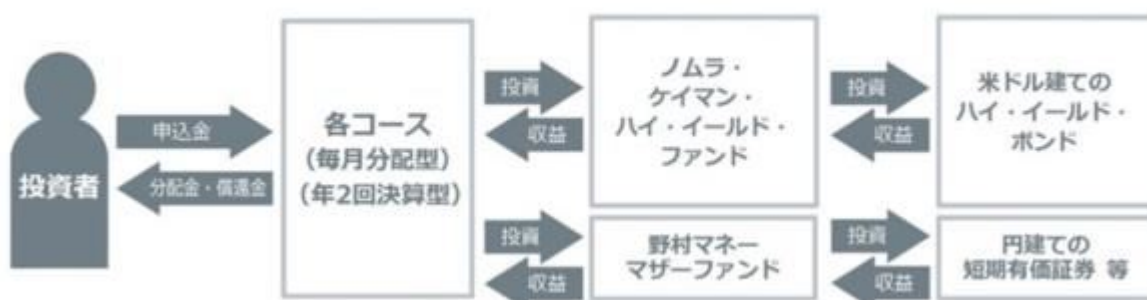 投資者
申込金
分配金・償還金
各コース
（毎月分配型）
（年2回決算型）
投資
収益
ノムラ・
ケイマン・
ハイ・イールド・
ファンド
投資
収益
米ドル建ての
ハイ・イールド・
ボンド
投資
収益
野村マネー
マザーファンド
投資
収益
円建ての
短期有価証券 等